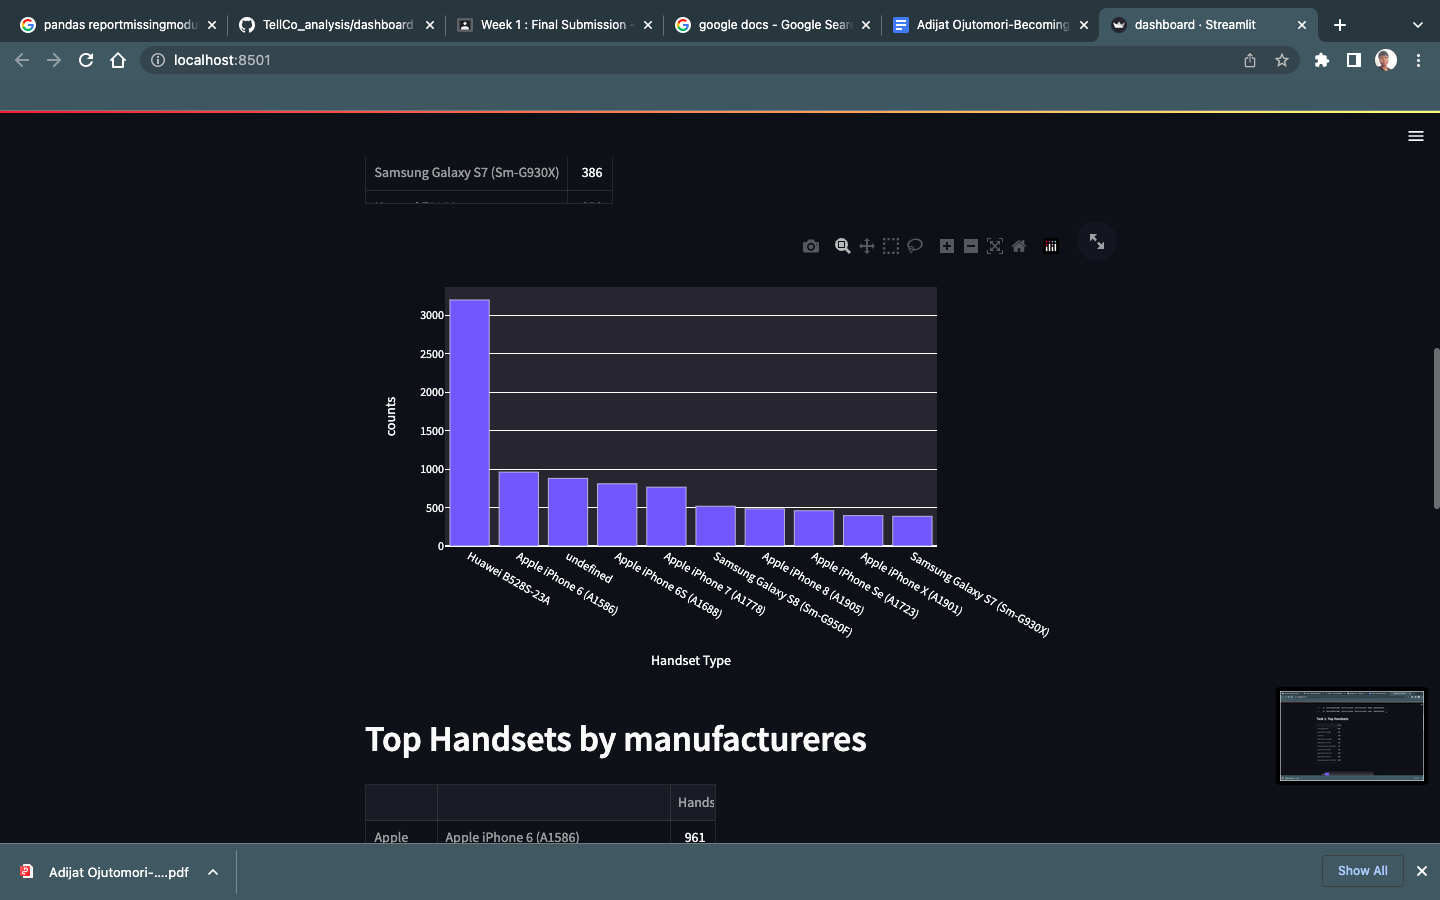 pandas reportmissingmodu
TellCo_analysis/dashboard
Week 1 : Final Submission -
google docs - Google Sear
Adijat Ojutomori-Becoming
dashboard · Streamlit
localhost:8501
Samsung Galaxy S7 (Sm-G930X) 386
3000
2500
2000
1500
1000
500
0
counts
Huawei B528S-23A
Apple iPhone 6 (A1586)
undefined
Apple iPhone 6S (A1688)
Apple iPhone 7 (A1778)
Samsung Galaxy S8 (Sm-G950F)
Apple iPhone 8 (A1905)
Apple iPhone Se (A1723)
Apple iPhone X (A1901)
Samsung Galaxy S7 (Sm-G930X)
Handset Type
Top Handsets by manufactureres
Hands
Apple Apple iPhone 6 (A1586) 961
Adijat Ojutomori-....pdf
Show All